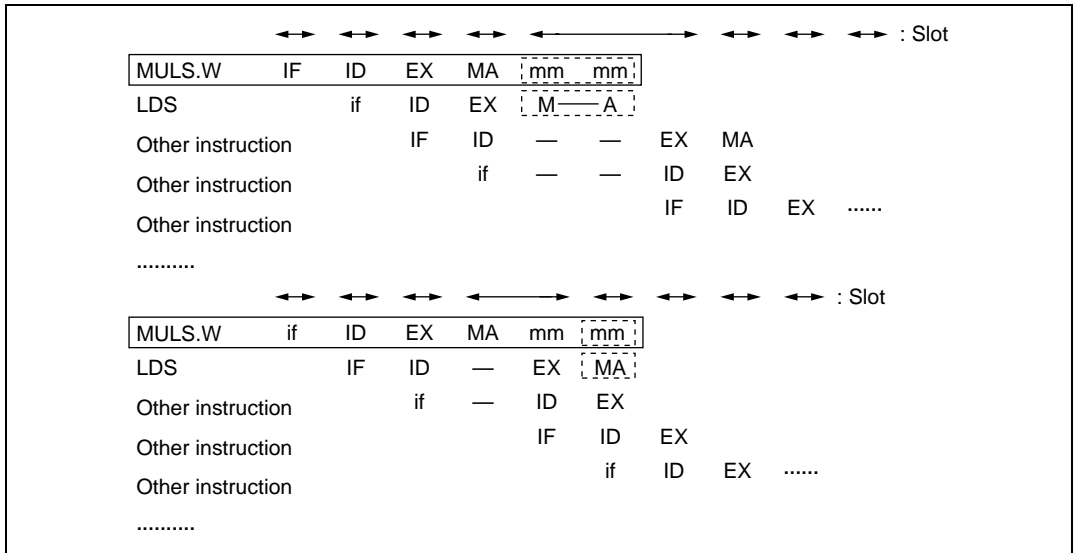 : Slot
MULS.W IF ID EX MA mm mm
LDS if ID EX M — A
Other instruction IF ID — — EX MA
Other instruction if — — ID EX
Other instruction IF ID EX ......
..........
: Slot
MULS.W if ID EX MA mm mm
LDS IF ID — EX MA
Other instruction if — ID EX
Other instruction IF ID EX
Other instruction if ID EX ......
..........